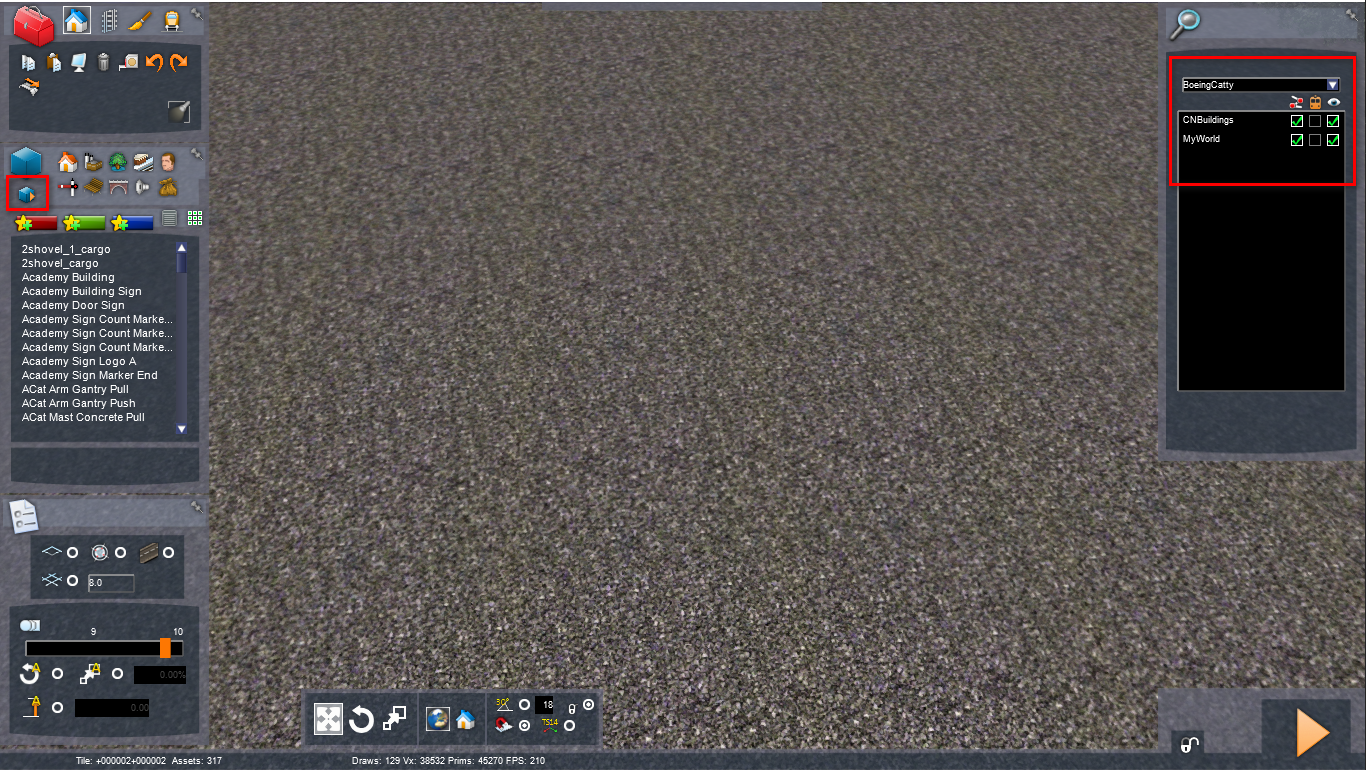 BoeingCatty
CNBuildings
MyWorld
2shovel_1_cargo
2shovel_cargo
Academy Building
Academy Building Sign
Academy Door Sign
Academy Sign Count Marke...
Academy Sign Count Marke...
Academy Sign Count Marke...
Academy Sign Logo A
Academy Sign Marker End
ACat Arm Gantry Pull
ACat Arm Gantry Push
ACat Mast Concrete Pull
8.0
9 10
0.00%
0.00
30°
18
TS14
Tile: +000002+000002 Assets: 317
Draws: 129 Vx: 38532 Prims: 45270 FPS: 210